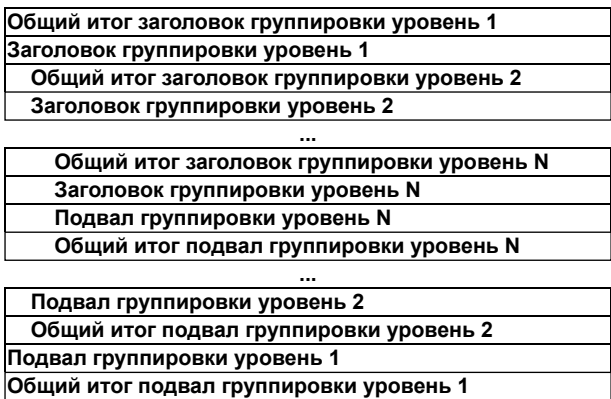 Общий итог заголовок группировки уровень 1
Заголовок группировки уровень 1
Общий итог заголовок группировки уровень 2
Заголовок группировки уровень 2
...
Общий итог заголовок группировки уровень N
Заголовок группировки уровень N
Подвал группировки уровень N
Общий итог подвал группировки уровень N
...
Подвал группировки уровень 2
Общий итог подвал группировки уровень 2
Подвал группировки уровень 1
Общий итог подвал группировки уровень 1